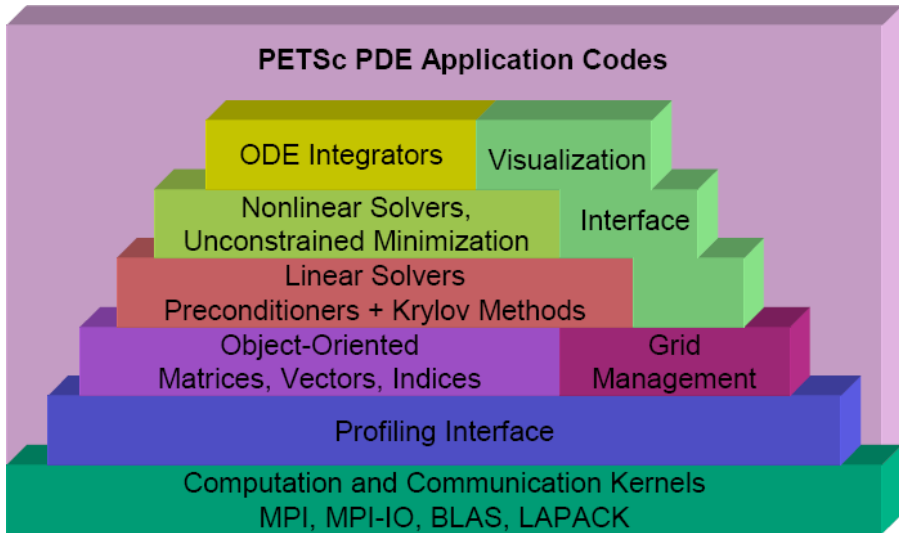 PETSc PDE Application Codes
ODE Integrators
Visualization
Nonlinear Solvers,
Unconstrained Minimization
Interface
Linear Solvers
Preconditioners + Krylov Methods
Object-Oriented
Matrices, Vectors, Indices
Grid
Management
Profiling Interface
Computation and Communication Kernels
MPI, MPI-IO, BLAS, LAPACK